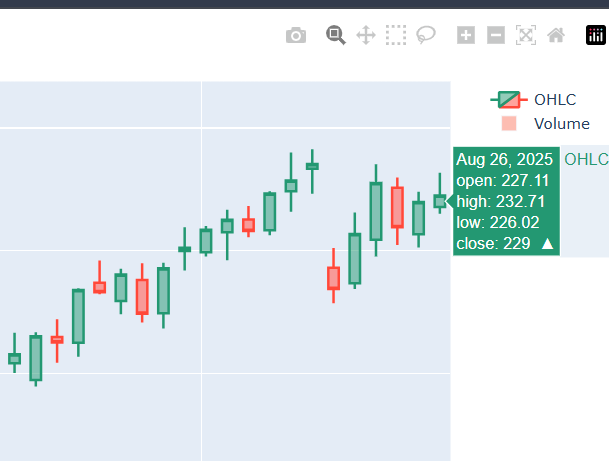 OHLC
Volume
Aug 26, 2025 OHLC
open: 227.11
high: 232.71
low: 226.02
close: 229 ▲